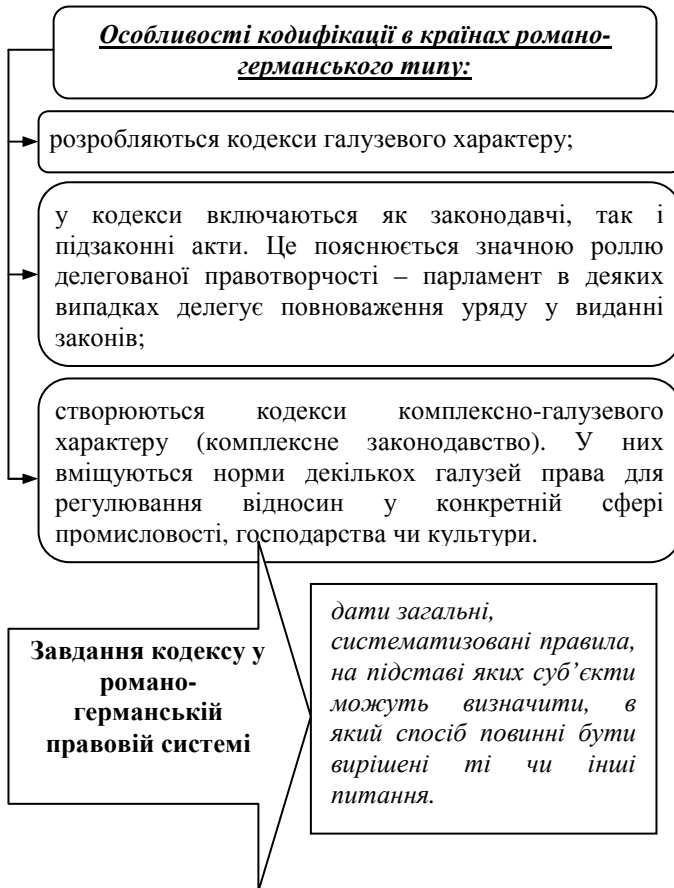 Особливості кодифікації в країнах романо-
германського типу:
розробляються кодекси галузевого характеру;
у кодекси включаються як законодавчі, так і
підзаконні акти. Це пояснюється значною роллю
делегованої правотворчості – парламент в деяких
випадках делегує повноваження уряду у виданні
законів;
створюються кодекси комплексно-галузевого
характеру (комплексне законодавство). У них
вміщуються норми декількох галузей права для
регулювання відносин у конкретній сфері
промисловості, господарства чи культури.
Завдання кодексу у
романо-
германській
правовій системі
дати загальні,
систематизовані правила,
на підставі яких суб’єкти
можуть визначити, в
який спосіб повинні бути
вирішені ті чи інші
питання.